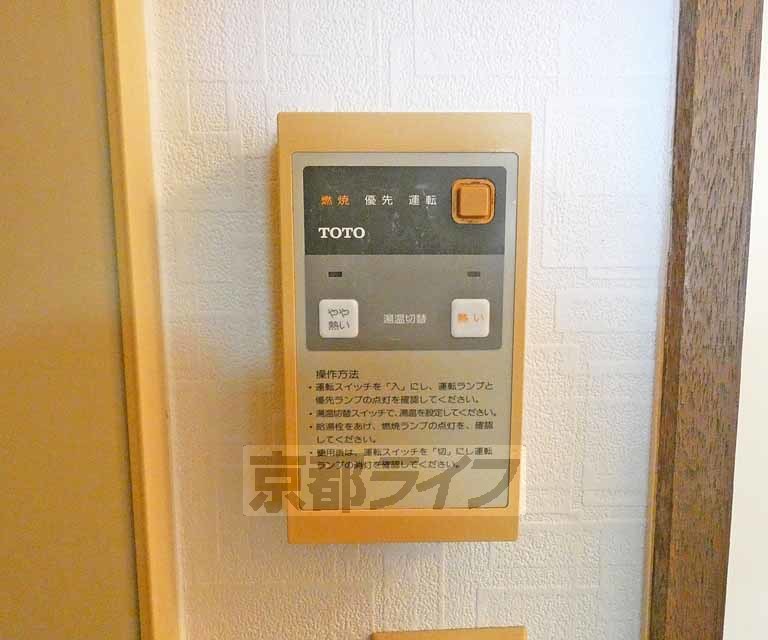 燃焼 優先 運転
TOTO
やや
熱い
湯温切替
熱い
操作方法
・運転スイッチを「入」にし、運転ランプと
優先ランプの点灯を確認してください。
・湯温切替スイッチで、湯温を設定してください。
・給湯栓をあけ、燃焼ランプの点灯を、確認
してください。
・使用後は、運転スイッチを「切」にし運転
ランプの消灯を確認してください。
京都ライフ